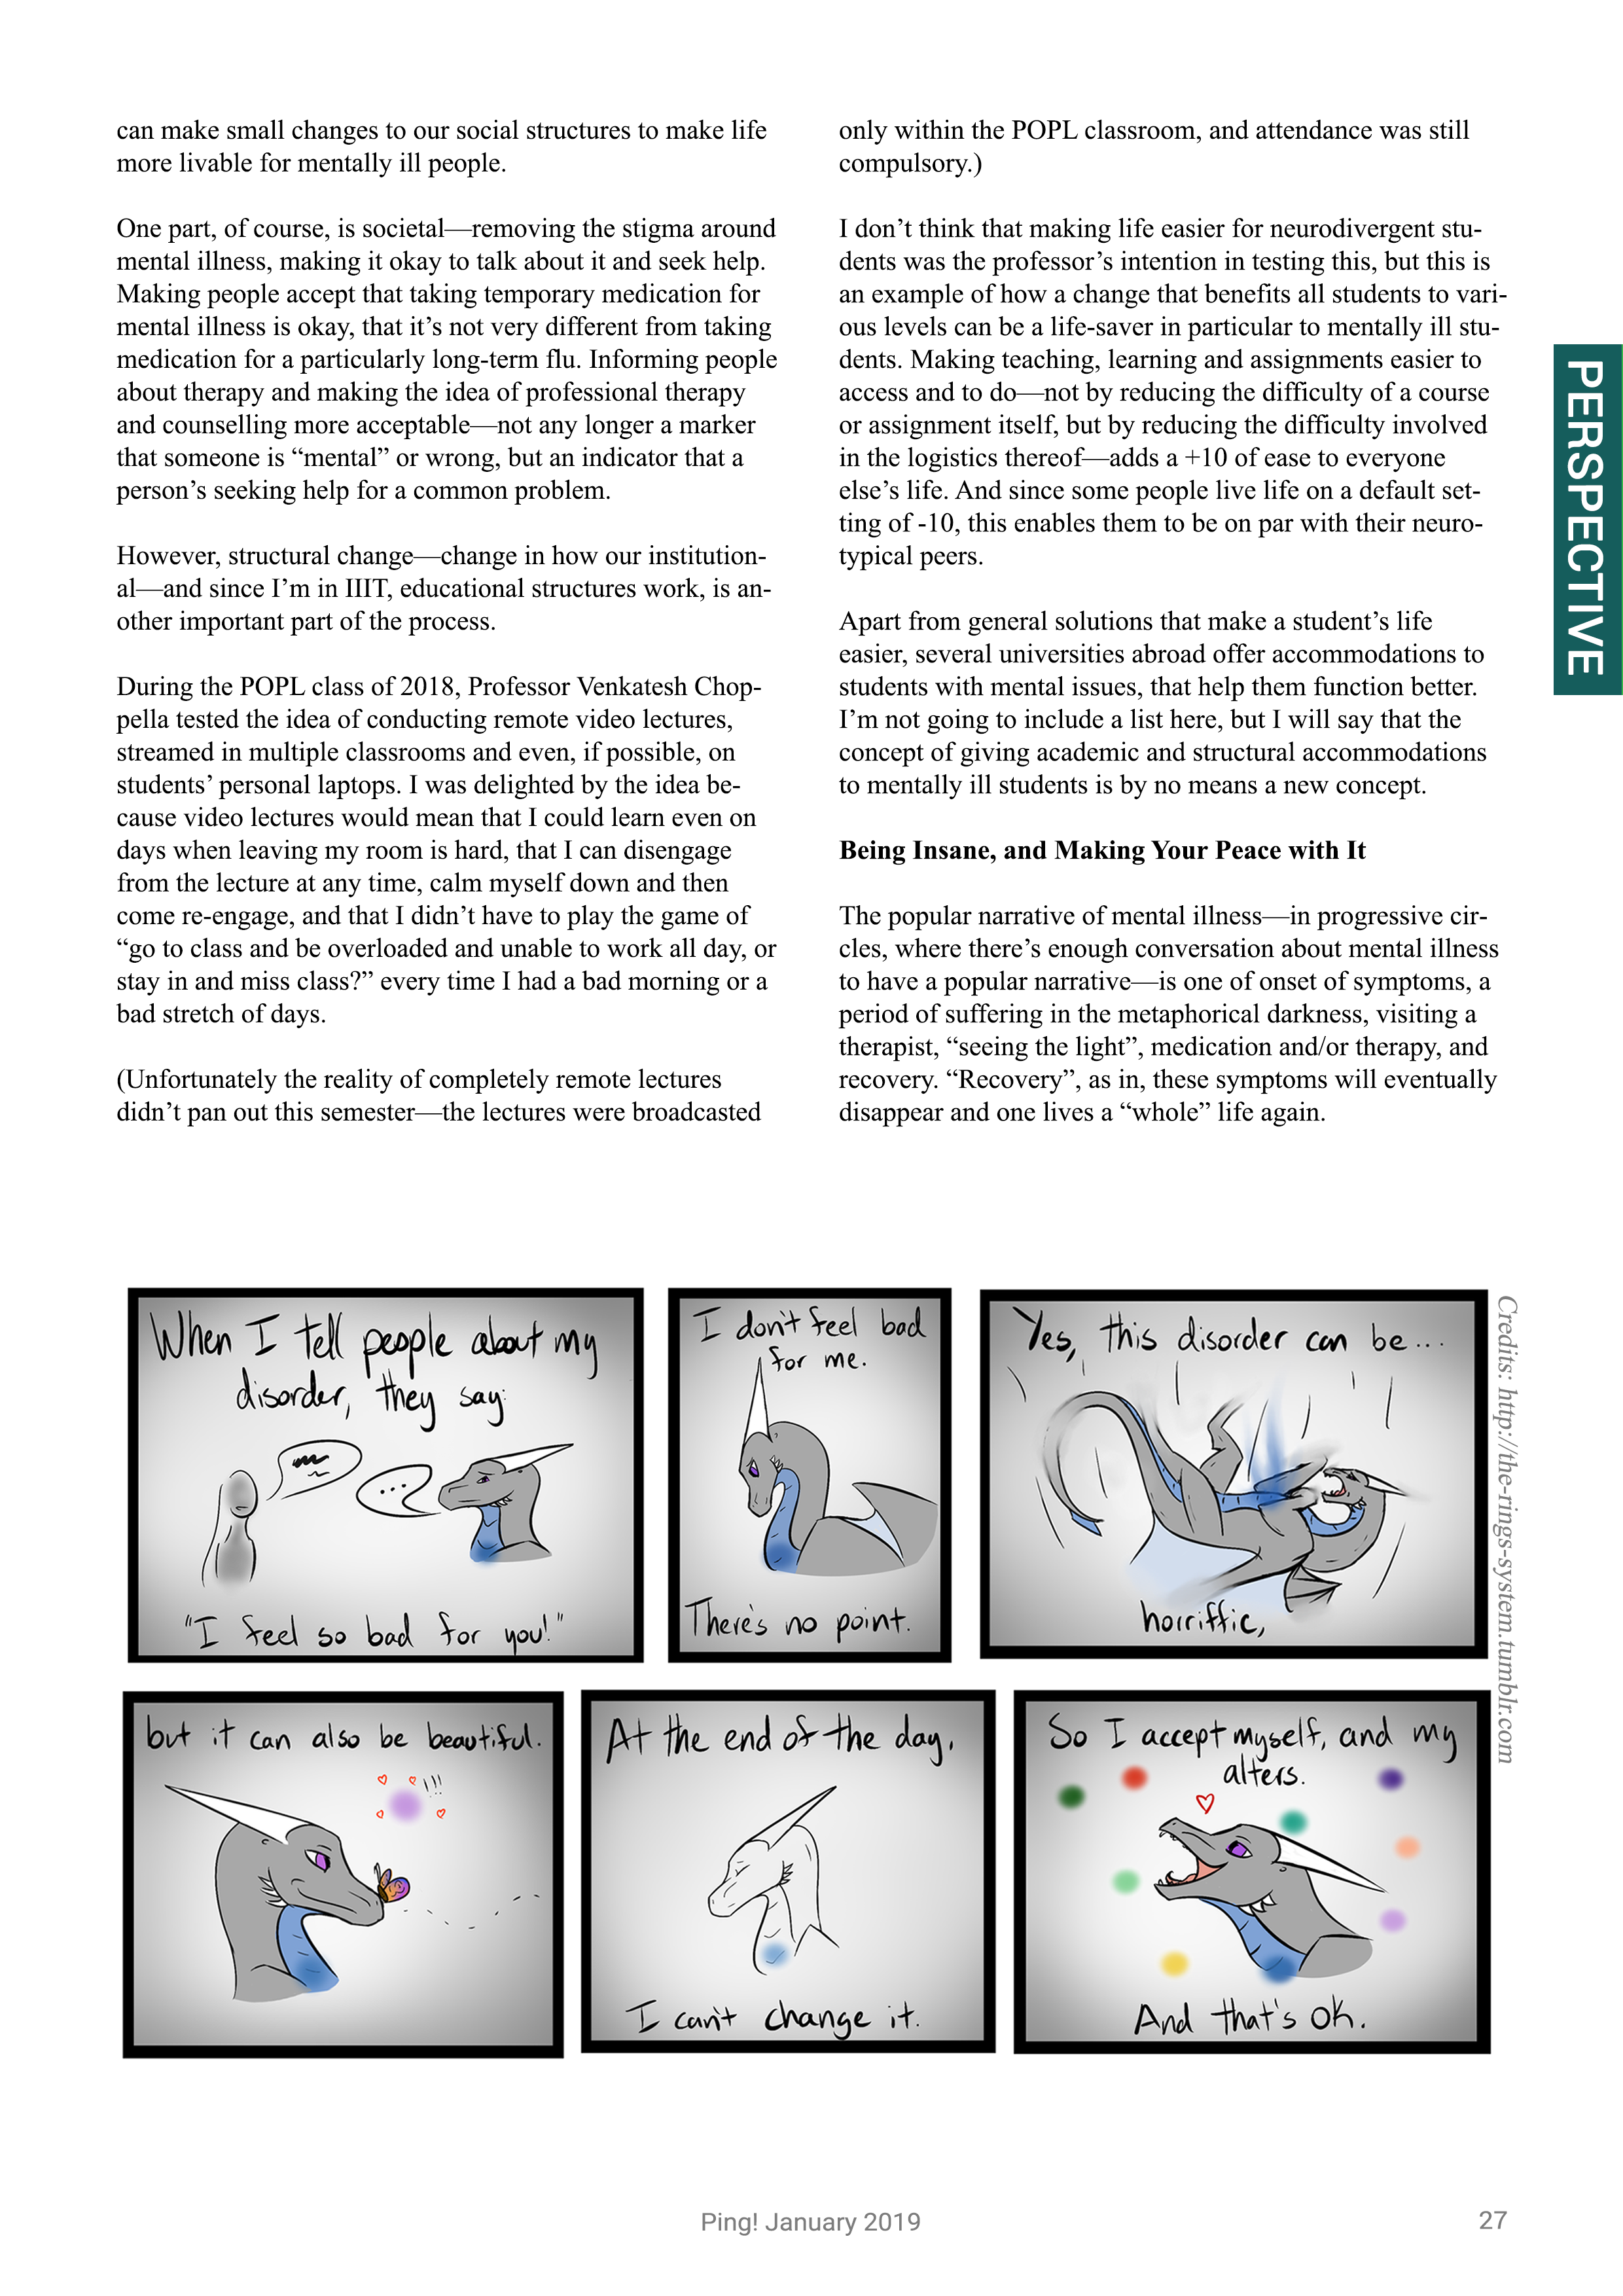 can make small changes to our social structures to make life
more livable for mentally ill people.
One part, of course, is societal—removing the stigma around
mental illness, making it okay to talk about it and seek help.
Making people accept that taking temporary medication for
mental illness is okay, that it’s not very different from taking
medication for a particularly long-term flu. Informing people
about therapy and making the idea of professional therapy
and counselling more acceptable—not any longer a marker
that someone is “mental” or wrong, but an indicator that a
person’s seeking help for a common problem.
However, structural change—change in how our institution-
al—and since I’m in IIIT, educational structures work, is an-
other important part of the process.
During the POPL class of 2018, Professor Venkatesh Chop-
pella tested the idea of conducting remote video lectures,
streamed in multiple classrooms and even, if possible, on
students’ personal laptops. I was delighted by the idea be-
cause video lectures would mean that I could learn even on
days when leaving my room is hard, that I can disengage
from the lecture at any time, calm myself down and then
come re-engage, and that I didn’t have to play the game of
“go to class and be overloaded and unable to work all day, or
stay in and miss class?” every time I had a bad morning or a
bad stretch of days.
(Unfortunately the reality of completely remote lectures
didn’t pan out this semester—the lectures were broadcasted
only within the POPL classroom, and attendance was still
compulsory.)
I don’t think that making life easier for neurodivergent stu-
dents was the professor’s intention in testing this, but this is
an example of how a change that benefits all students to vari-
ous levels can be a life-saver in particular to mentally ill stu-
dents. Making teaching, learning and assignments easier to
access and to do—not by reducing the difficulty of a course
or assignment itself, but by reducing the difficulty involved
in the logistics thereof—adds a +10 of ease to everyone
else’s life. And since some people live life on a default set-
ting of -10, this enables them to be on par with their neuro-
typical peers.
Apart from general solutions that make a student’s life
easier, several universities abroad offer accommodations to
students with mental issues, that help them function better.
I’m not going to include a list here, but I will say that the
concept of giving academic and structural accommodations
to mentally ill students is by no means a new concept.
Being Insane, and Making Your Peace with It
The popular narrative of mental illness—in progressive cir-
cles, where there’s enough conversation about mental illness
to have a popular narrative—is one of onset of symptoms, a
period of suffering in the metaphorical darkness, visiting a
therapist, “seeing the light”, medication and/or therapy, and
recovery. “Recovery”, as in, these symptoms will eventually
disappear and one lives a “whole” life again.
PERSPECTIVE
When I tell people about my
disorder, they say:
...
"I feel so bad for you!"
I don't feel bad
for me.
There's no point.
Yes, this disorder can be...
horriffic,
but it can also be beautiful.
!!!
At the end of the day,
I can't change it.
So I accept myself, and my
alters.
And that's ok.
Credits: http://the-rings-system.tumblr.com
Ping! January 2019
27